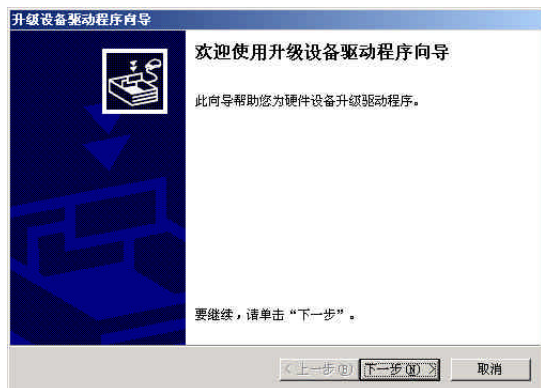 升级设备驱动程序向导
欢迎使用升级设备驱动程序向导
此向导帮助您为硬件设备升级驱动程序。
要继续，请单击“下一步”。
<上一步(B) 下一步(N)> 取消